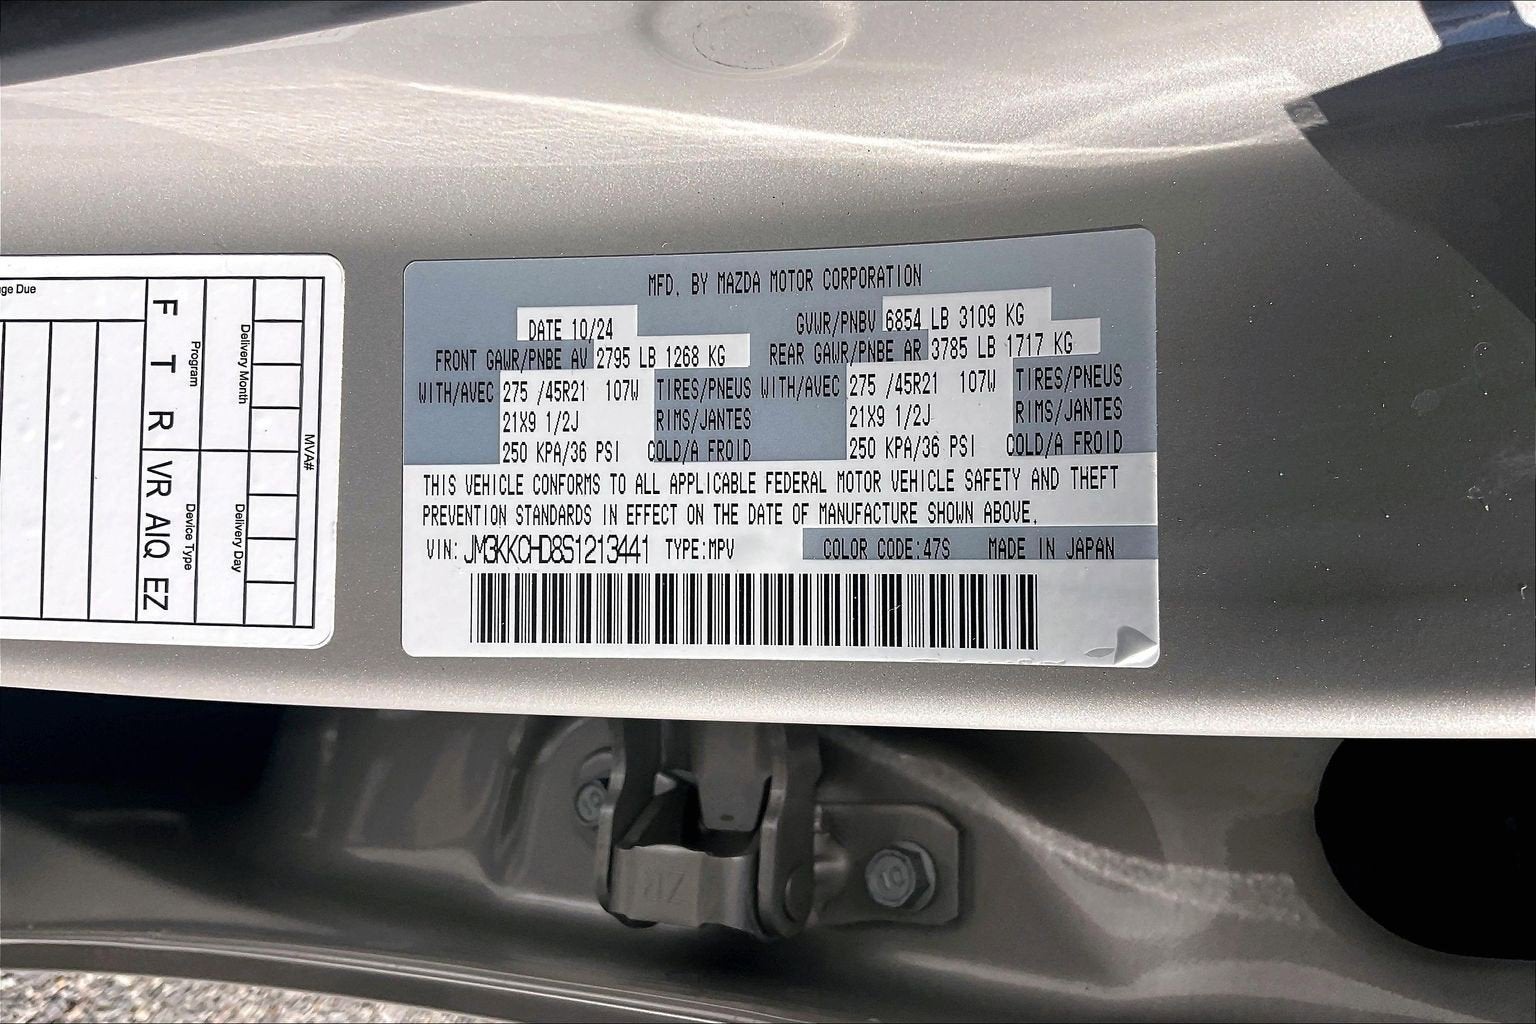 MFD. BY MAZDA MOTOR CORPORATION
DATE 10/24 GVWR/PNBV 6854 LB 3109 KG
FRONT GAWR/PNBE AV 2795 LB 1268 KG REAR GAWR/PNBE AR 3785 LB 1717 KG
WITH/AVEC 275 /45R21 107W TIRES/PNEUS WITH/AVEC 275 /45R21 107W TIRES/PNEUS
21X9 1/2J RIMS/JANTES 21X9 1/2J RIMS/JANTES
250 KPA/36 PSI COLD/A FROID 250 KPA/36 PSI COLD/A FROID
THIS VEHICLE CONFORMS TO ALL APPLICABLE FEDERAL MOTOR VEHICLE SAFETY AND THEFT
PREVENTION STANDARDS IN EFFECT ON THE DATE OF MANUFACTURE SHOWN ABOVE.
VIN: JM3KKCHD8S1213441 TYPE:MPV COLOR CODE:47S MADE IN JAPAN
MVA#
Delivery Month Delivery Day
Program Device Type
F T R VR AIQ EZ
Due